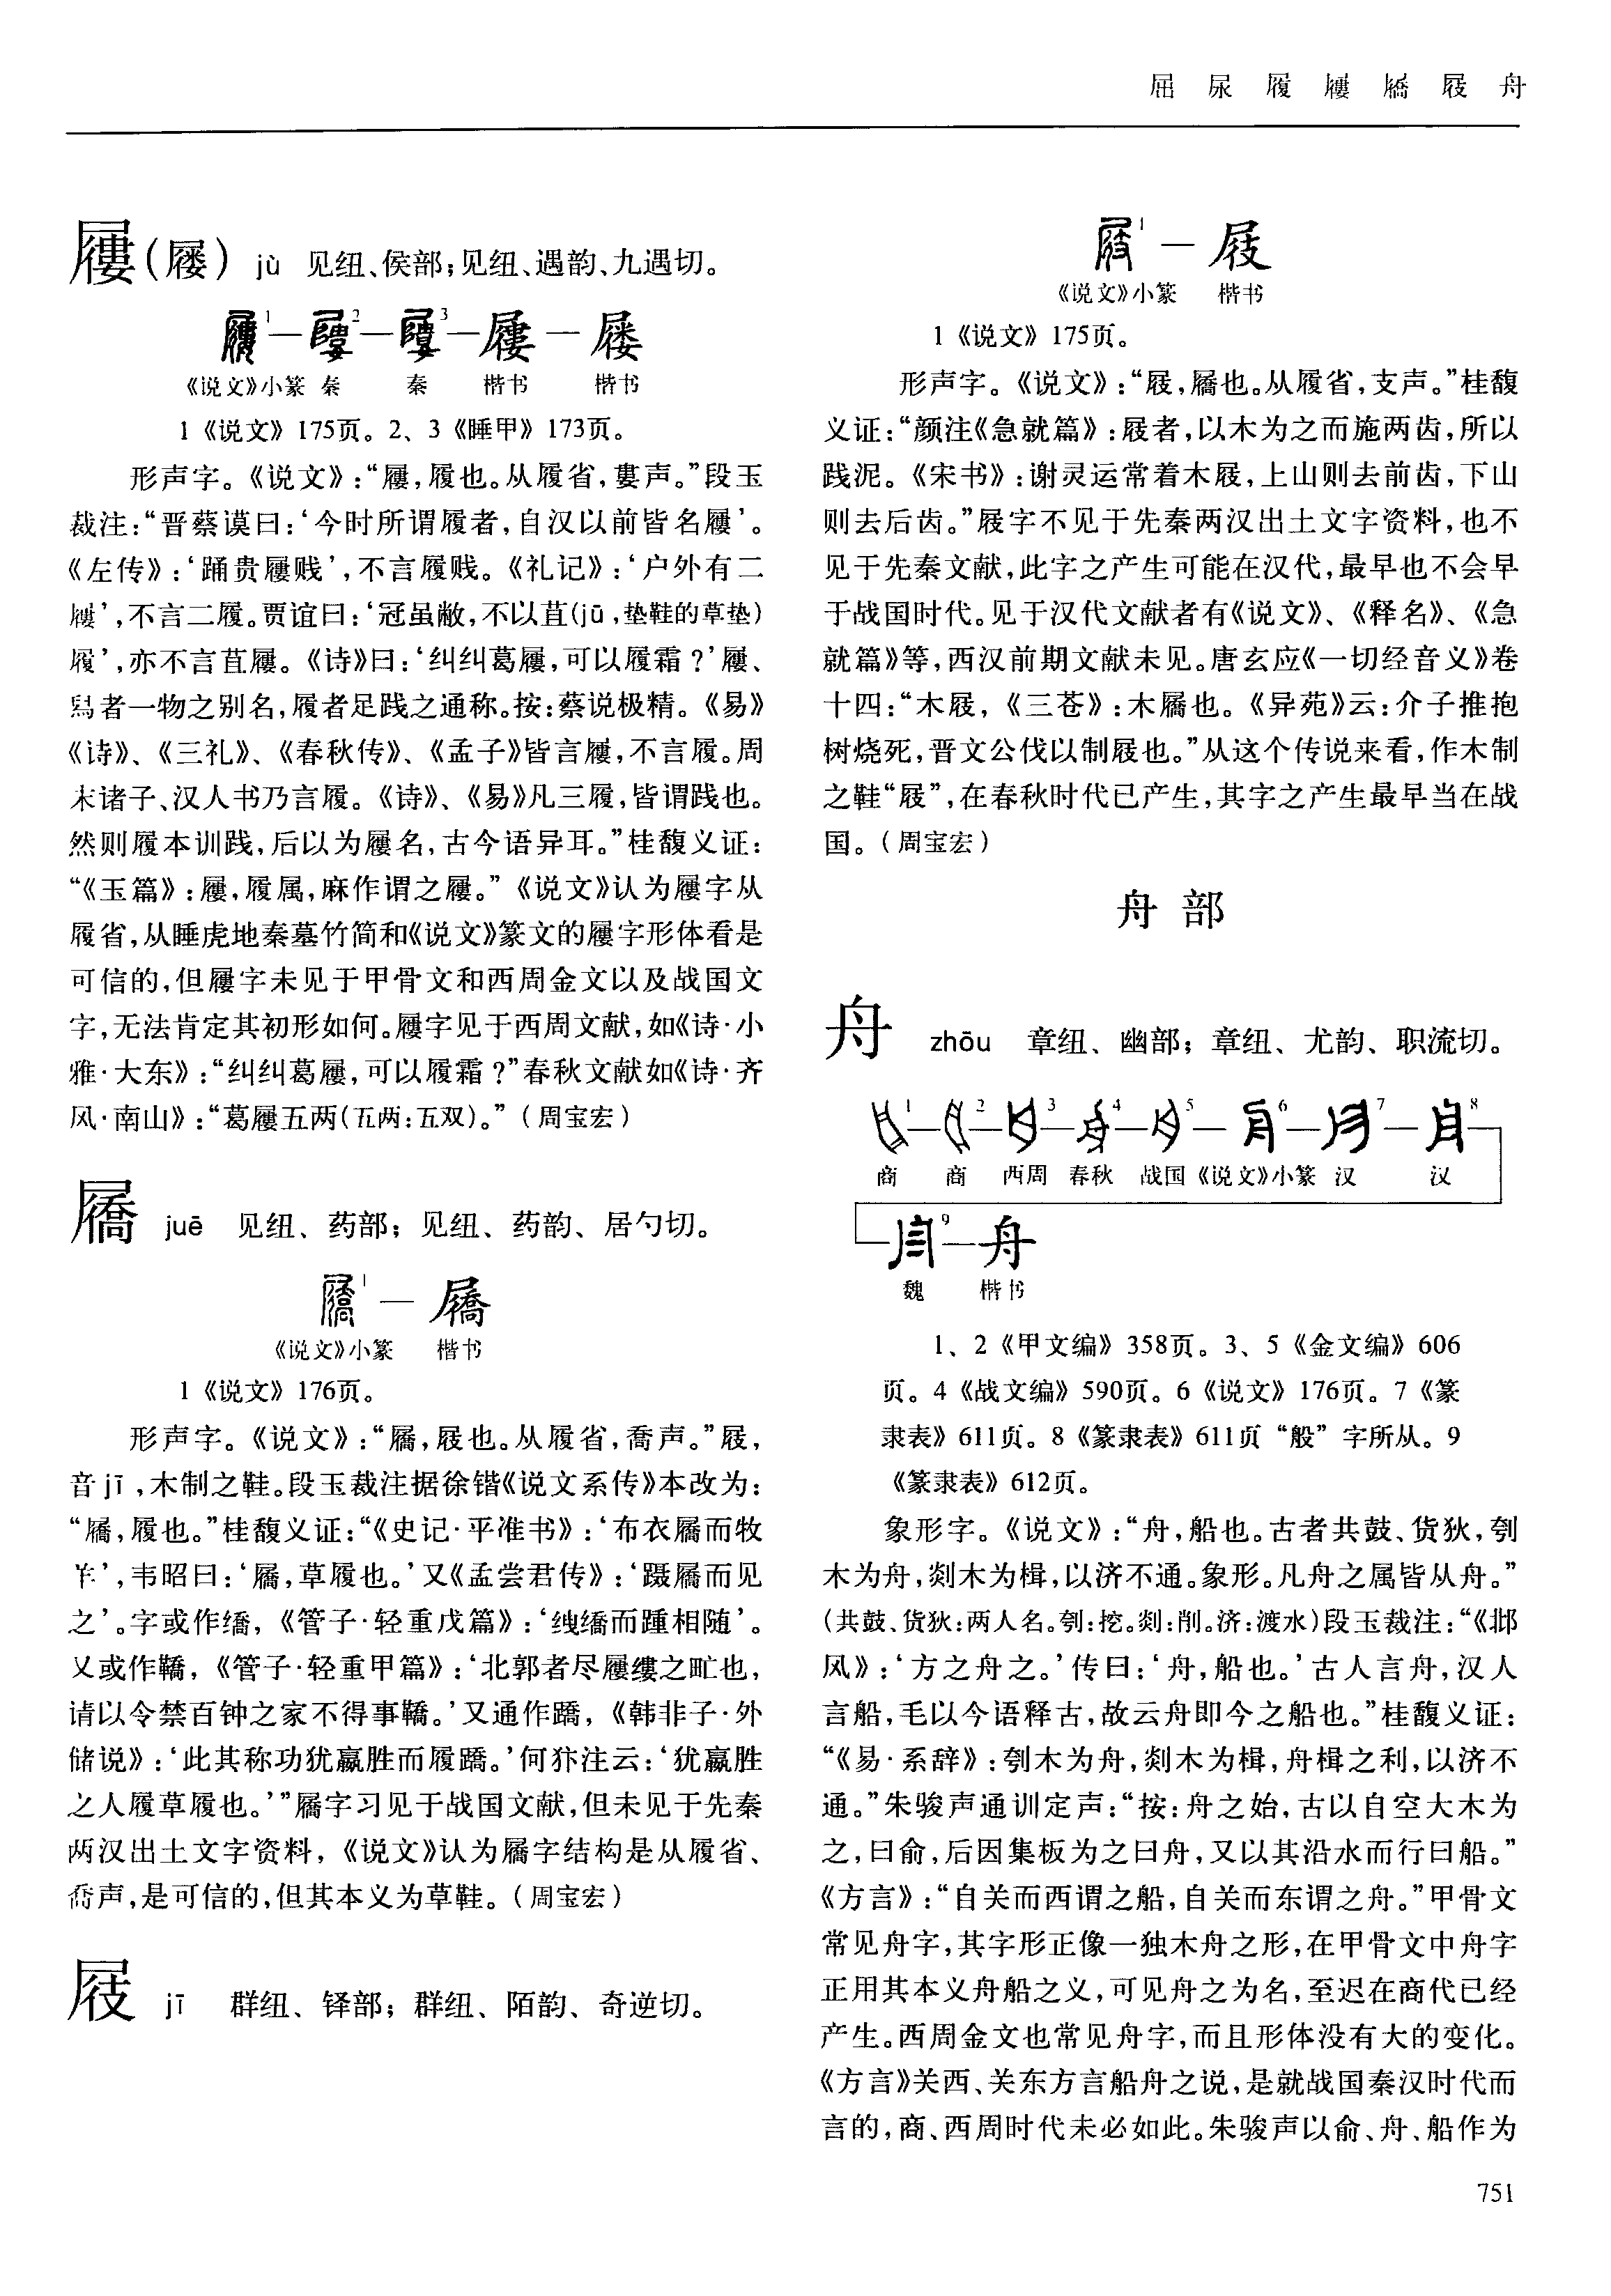 屈 尿 履 屨 屩 屐 舟
屨（屦） jù 见纽、侯部；见纽、遇韵、九遇切。
1—2—3—屨—屦
《说文》小篆 秦 秦 楷书 楷书
1《说文》175页。2、3《睡甲》173页。
形声字。《说文》：“屨，履也。从履省，婁声。”段玉
裁注：“晋蔡谟曰：‘今时所谓履者，自汉以前皆名屨’。
《左传》：‘踊贵屨贱’，不言履贱。《礼记》：‘户外有二
屨’，不言二履。贾谊曰：‘冠虽敝，不以苴(jū，垫鞋的草垫)
履’，亦不言苴屨。《诗》曰：‘纠纠葛屨，可以履霜？’屨、
舄者一物之别名，履者足践之通称。按：蔡说极精。《易》
《诗》、《三礼》、《春秋传》、《孟子》皆言屨，不言履。周
末诸子、汉人书乃言履。《诗》、《易》凡三履，皆谓践也。
然则履本训践，后以为屨名，古今语异耳。”桂馥义证：
“《玉篇》：屨，履属，麻作谓之屨。”《说文》认为屨字从
履省，从睡虎地秦墓竹简和《说文》篆文的屨字形体看是
可信的，但屨字未见于甲骨文和西周金文以及战国文
字，无法肯定其初形如何。屨字见于西周文献，如《诗·小
雅·大东》：“纠纠葛屨，可以履霜？”春秋文献如《诗·齐
风·南山》：“葛屨五两(五两：五双)。”（周宝宏）
屩 juē 见纽、药部；见纽、药韵、居勺切。
1—屩
《说文》小篆 楷书
1《说文》176页。
形声字。《说文》：“屩，屐也。从履省，喬声。”屐，
音jī，木制之鞋。段玉裁注据徐锴《说文系传》本改为：
“屩，履也。”桂馥义证：“《史记·平准书》：‘布衣屩而牧
羊’，韦昭曰：‘屩，草履也。’又《孟尝君传》：‘蹑屩而见
之’。字或作繑，《管子·轻重戊篇》：‘绁繑而踵相随’。
又或作鞽，《管子·轻重甲篇》：‘北郭者尽屨缕之甿也，
请以令禁百钟之家不得事鞽。’又通作蹻，《韩非子·外
储说》：‘此其称功犹赢胜而履蹻。’何犿注云：‘犹赢胜
之人履草履也。’”屩字习见于战国文献，但未见于先秦
两汉出土文字资料，《说文》认为屩字结构是从履省、
喬声，是可信的，但其本义为草鞋。（周宝宏）
屐 jī 群纽、铎部；群纽、陌韵、奇逆切。
1—屐
《说文》小篆 楷书
1《说文》175页。
形声字。《说文》：“屐，屩也。从履省，支声。”桂馥
义证：“颜注《急就篇》：屐者，以木为之而施两齿，所以
践泥。《宋书》：谢灵运常着木屐，上山则去前齿，下山
则去后齿。”屐字不见于先秦两汉出土文字资料，也不
见于先秦文献，此字之产生可能在汉代，最早也不会早
于战国时代。见于汉代文献者有《说文》、《释名》、《急
就篇》等，西汉前期文献未见。唐玄应《一切经音义》卷
十四：“木屐，《三苍》：木屩也。《异苑》云：介子推抱
树烧死，晋文公伐以制屐也。”从这个传说来看，作木制
之鞋“屐”，在春秋时代已产生，其字之产生最早当在战
国。（周宝宏）
舟 部
舟 zhōu 章纽、幽部；章纽、尤韵、职流切。
1—2—3—4—5—6—7—8
商 商 西周 春秋 战国 《说文》小篆 汉 汉
9—舟
魏 楷书
1、2《甲文编》358页。3、5《金文编》606
页。4《战文编》590页。6《说文》176页。7《篆
隶表》611页。8《篆隶表》611页“般”字所从。9
《篆隶表》612页。
象形字。《说文》：“舟，船也。古者共鼓、货狄，刳
木为舟，剡木为楫，以济不通。象形。凡舟之属皆从舟。”
(共鼓、货狄：两人名。刳：挖。剡：削。济：渡水)段玉裁注：“《邶
风》：‘方之舟之。’传曰：‘舟，船也。’古人言舟，汉人
言船，毛以今语释古，故云舟即今之船也。”桂馥义证：
“《易·系辞》：刳木为舟，剡木为楫，舟楫之利，以济不
通。”朱骏声通训定声：“按：舟之始，古以自空大木为
之，曰俞，后因集板为之曰舟，又以其沿水而行曰船。”
《方言》：“自关而西谓之船，自关而东谓之舟。”甲骨文
常见舟字，其字形正像一独木舟之形，在甲骨文中舟字
正用其本义舟船之义，可见舟之为名，至迟在商代已经
产生。西周金文也常见舟字，而且形体没有大的变化。
《方言》关西、关东方言船舟之说，是就战国秦汉时代而
言的，商、西周时代未必如此。朱骏声以俞、舟、船作为
751